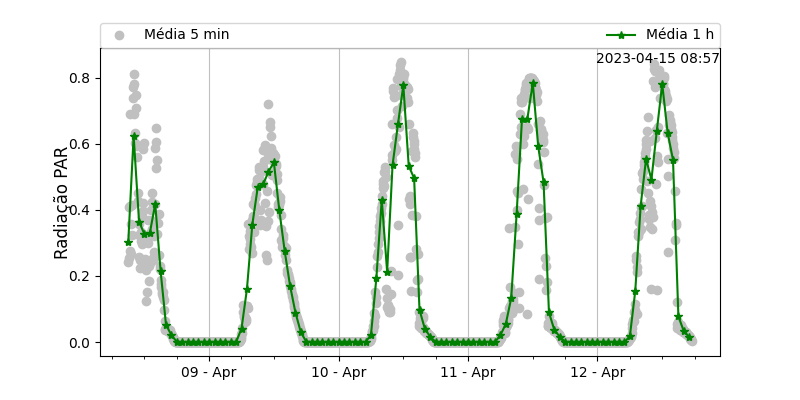 Média 5 min
Média 1 h
2023-04-15 08:57
Radiação PAR
0.8
0.6
0.4
0.2
0.0
09 - Apr
10 - Apr
11 - Apr
12 - Apr